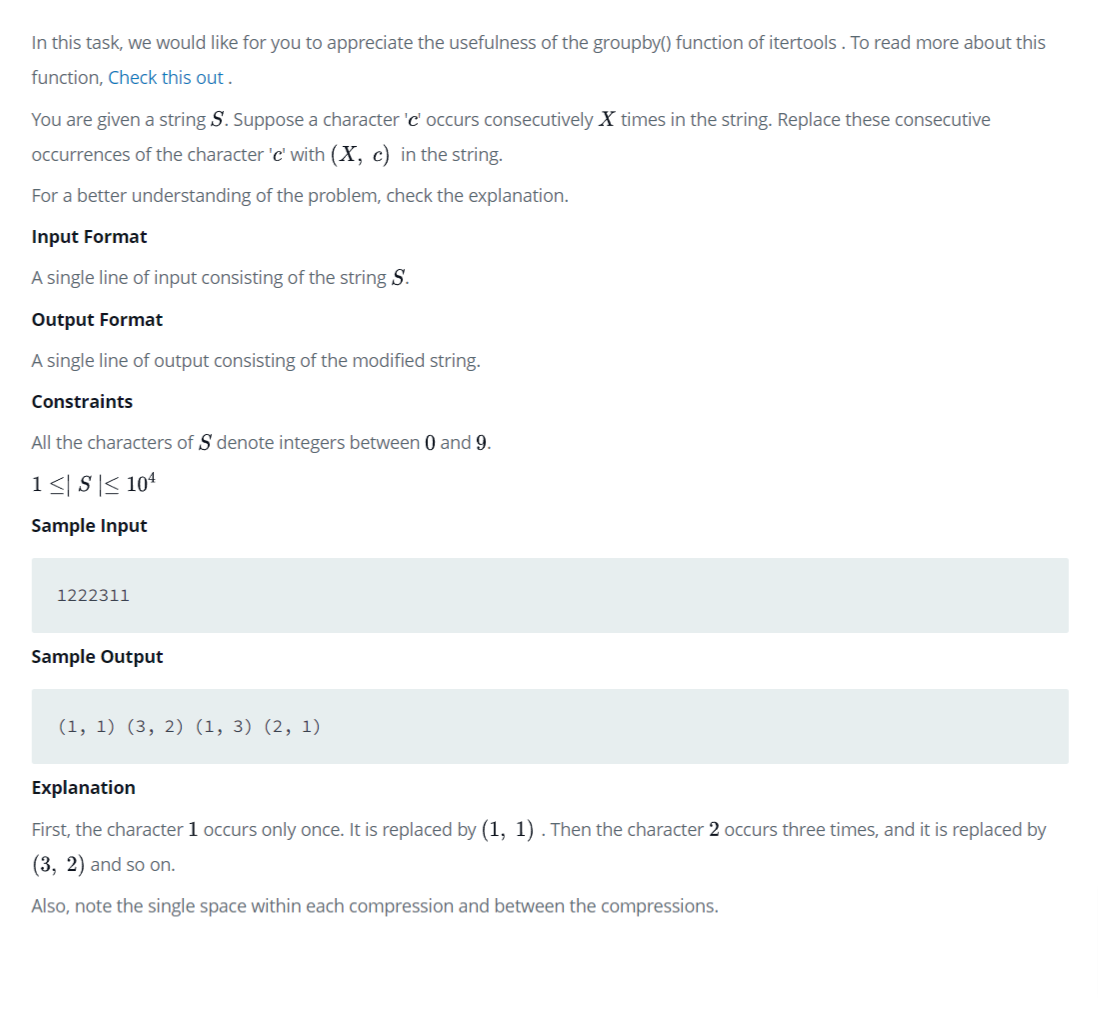 In this task, we would like for you to appreciate the usefulness of the groupby() function of itertools . To read more about this
function, Check this out .
You are given a string S. Suppose a character 'c' occurs consecutively X times in the string. Replace these consecutive
occurrences of the character 'c' with (X, c) in the string.
For a better understanding of the problem, check the explanation.
Input Format
A single line of input consisting of the string S.
Output Format
A single line of output consisting of the modified string.
Constraints
All the characters of S denote integers between 0 and 9.
1 ≤| S |≤ 10⁴
Sample Input
1222311
Sample Output
(1, 1) (3, 2) (1, 3) (2, 1)
Explanation
First, the character 1 occurs only once. It is replaced by (1, 1) . Then the character 2 occurs three times, and it is replaced by
(3, 2) and so on.
Also, note the single space within each compression and between the compressions.